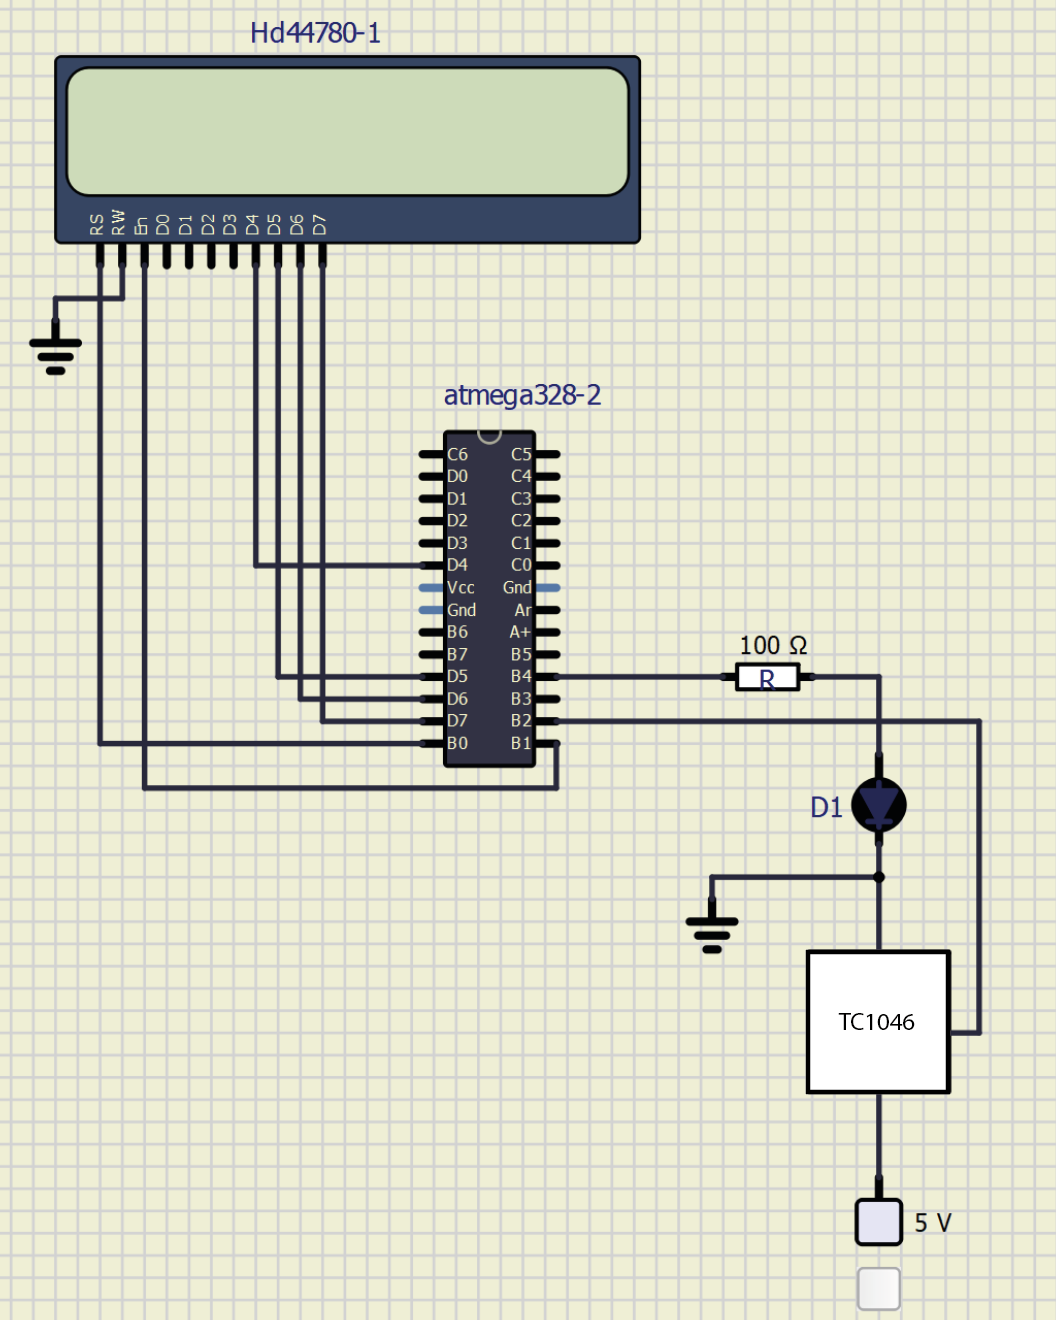 Hd44780-1
RS RW En D0 D1 D2 D3 D4 D5 D6 D7
atmega328-2
C6 C5
D0 C4
D1 C3
D2 C2
D3 C1
D4 C0
Vcc Gnd
Gnd Ar
B6 A+
B7 B5
D5 B4
D6 B3
D7 B2
B0 B1
100 Ω
R
D1
TC1046
5 V